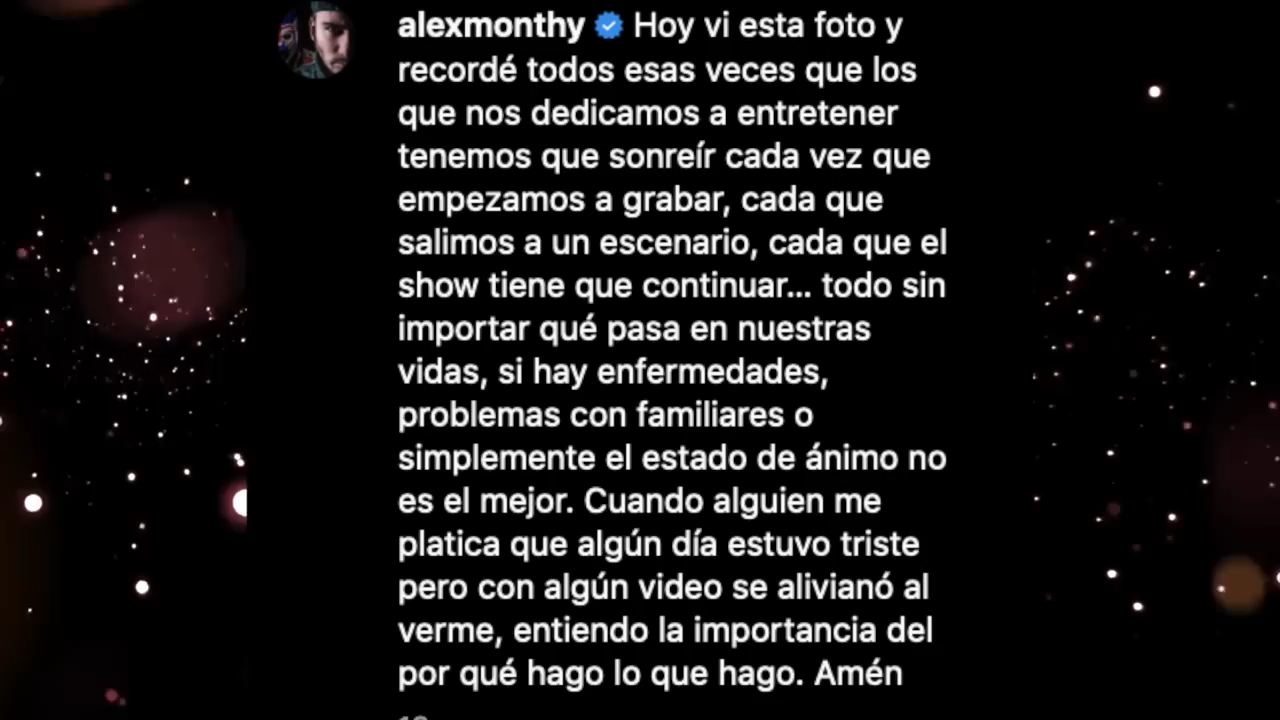 alexmonthy Hoy vi esta foto y
recordé todos esas veces que los
que nos dedicamos a entretener
tenemos que sonreír cada vez que
empezamos a grabar, cada que
salimos a un escenario, cada que el
show tiene que continuar... todo sin
importar qué pasa en nuestras
vidas, si hay enfermedades,
problemas con familiares o
simplemente el estado de ánimo no
es el mejor. Cuando alguien me
platica que algún día estuvo triste
pero con algún video se alivianó al
verme, entiendo la importancia del
por qué hago lo que hago. Amén